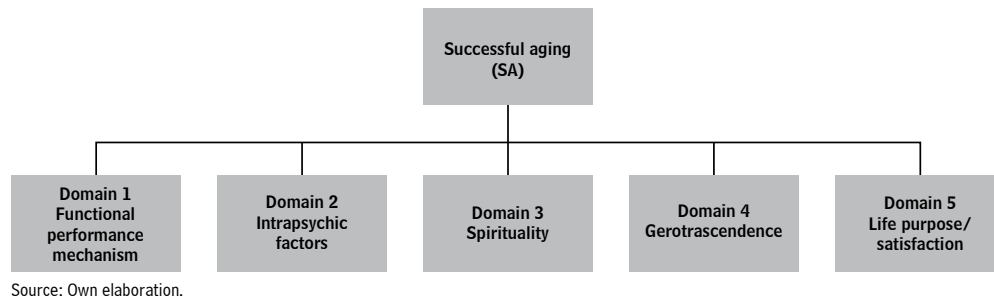 Successful aging
(SA)
Domain 1
Functional
performance
mechanism
Domain 2
Intrapsychic
factors
Domain 3
Spirituality
Domain 4
Gerotrascendence
Domain 5
Life purpose/
satisfaction
Source: Own elaboration.